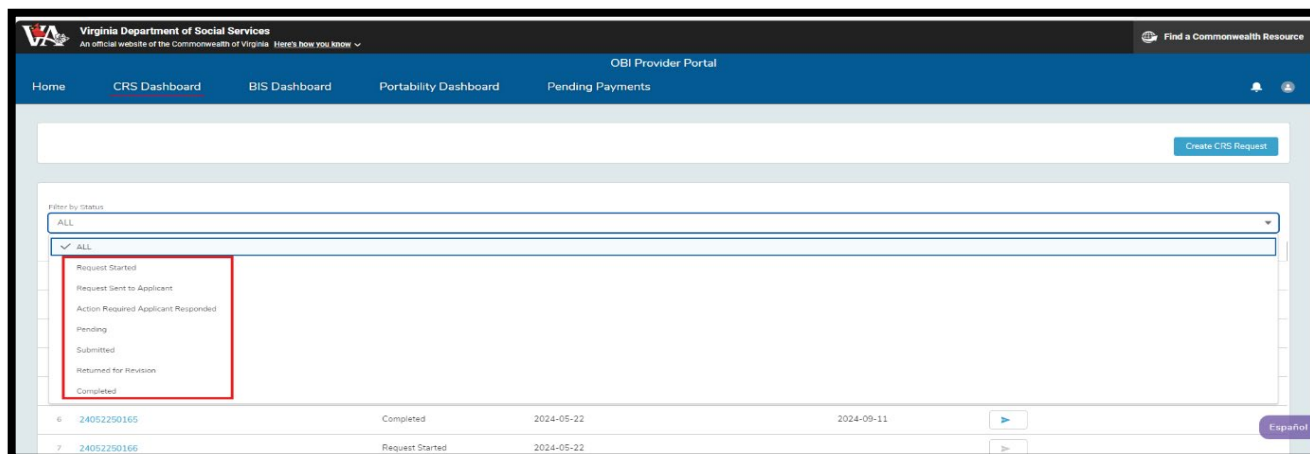 VA
Virginia Department of Social Services
An official website of the Commonwealth of Virginia Here's how you know
Find a Commonwealth Resource
OBI Provider Portal
Home CRS Dashboard BIS Dashboard Portability Dashboard Pending Payments
Create CRS Request
Filter by Status
ALL
ALL
Request Started
Request Sent to Applicant
Action Required Applicant Responded
Pending
Submitted
Returned for Revision
Completed
6 24052250165 Completed 2024-05-22 2024-09-11
Español
7 24052250166 Request Started 2024-05-22